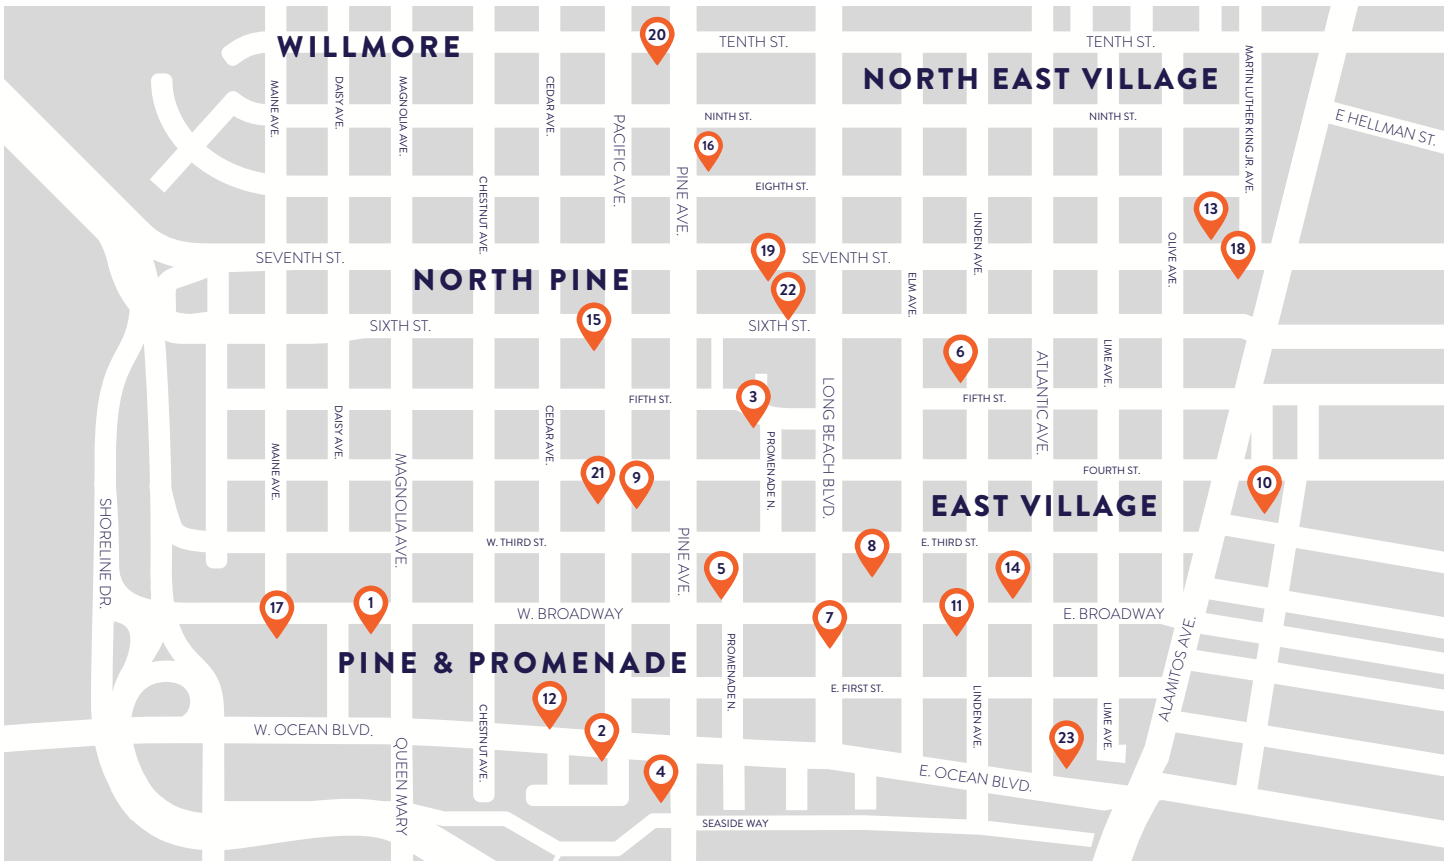 WILLMORE
20
TENTH ST.
TENTH ST.
NORTH EAST VILLAGE
MAINE AVE.
DAISY AVE.
MAGNOLIA AVE.
CEDAR AVE.
MARTIN LUTHER KING JR. AVE.
PACIFIC AVE.
NINTH ST.
NINTH ST.
E HELLMAN ST.
16
PINE AVE.
CHESTNUT AVE.
EIGHTH ST.
13
LINDEN AVE.
OLIVE AVE.
18
19
SEVENTH ST.
SEVENTH ST.
NORTH PINE
22
ELM AVE.
15
SIXTH ST.
SIXTH ST.
6
LIME AVE.
ATLANTIC AVE.
3
FIFTH ST.
FIFTH ST.
LONG BEACH BLVD.
DAISY AVE.
CEDAR AVE.
PROMENADE N.
MAINE AVE.
MAGNOLIA AVE.
21
9
FOURTH ST.
10
EAST VILLAGE
SHORELINE DR.
PINE AVE.
W. THIRD ST.
E. THIRD ST.
8
5
14
17
1
W. BROADWAY
7
11
E. BROADWAY
ALAMITOS AVE.
PINE & PROMENADE
PROMENADE N.
E. FIRST ST.
12
LINDEN AVE.
LIME AVE.
CHESTNUT AVE.
W. OCEAN BLVD.
2
23
QUEEN MARY
4
E. OCEAN BLVD.
SEASIDE WAY